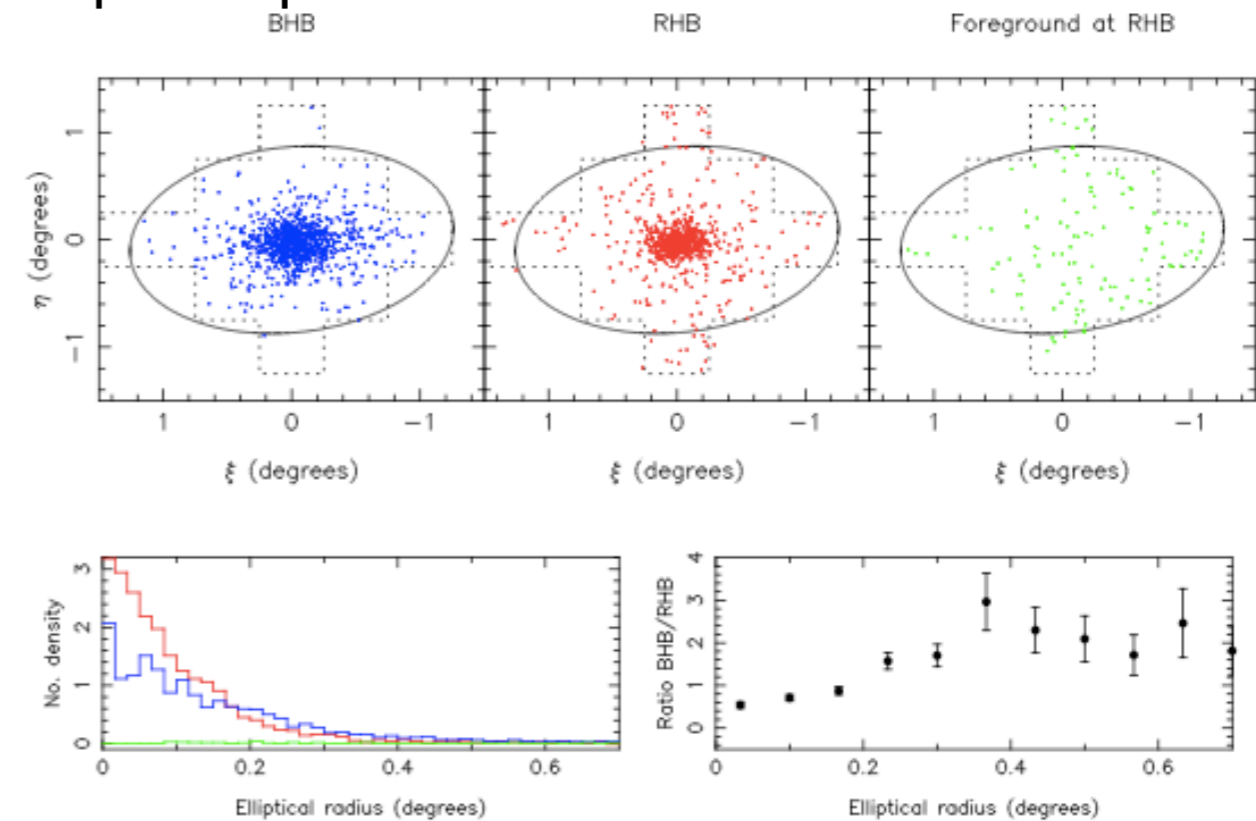 BHB RHB Foreground at RHB
η (degrees)
1
0
−1
1 0 −1 1 0 −1 1 0 −1
ξ (degrees) ξ (degrees) ξ (degrees)
No. density
3
2
1
0
0 0.2 0.4 0.6
Elliptical radius (degrees)
Ratio BHB/RHB
4
3
2
1
0
0 0.2 0.4 0.6
Elliptical radius (degrees)